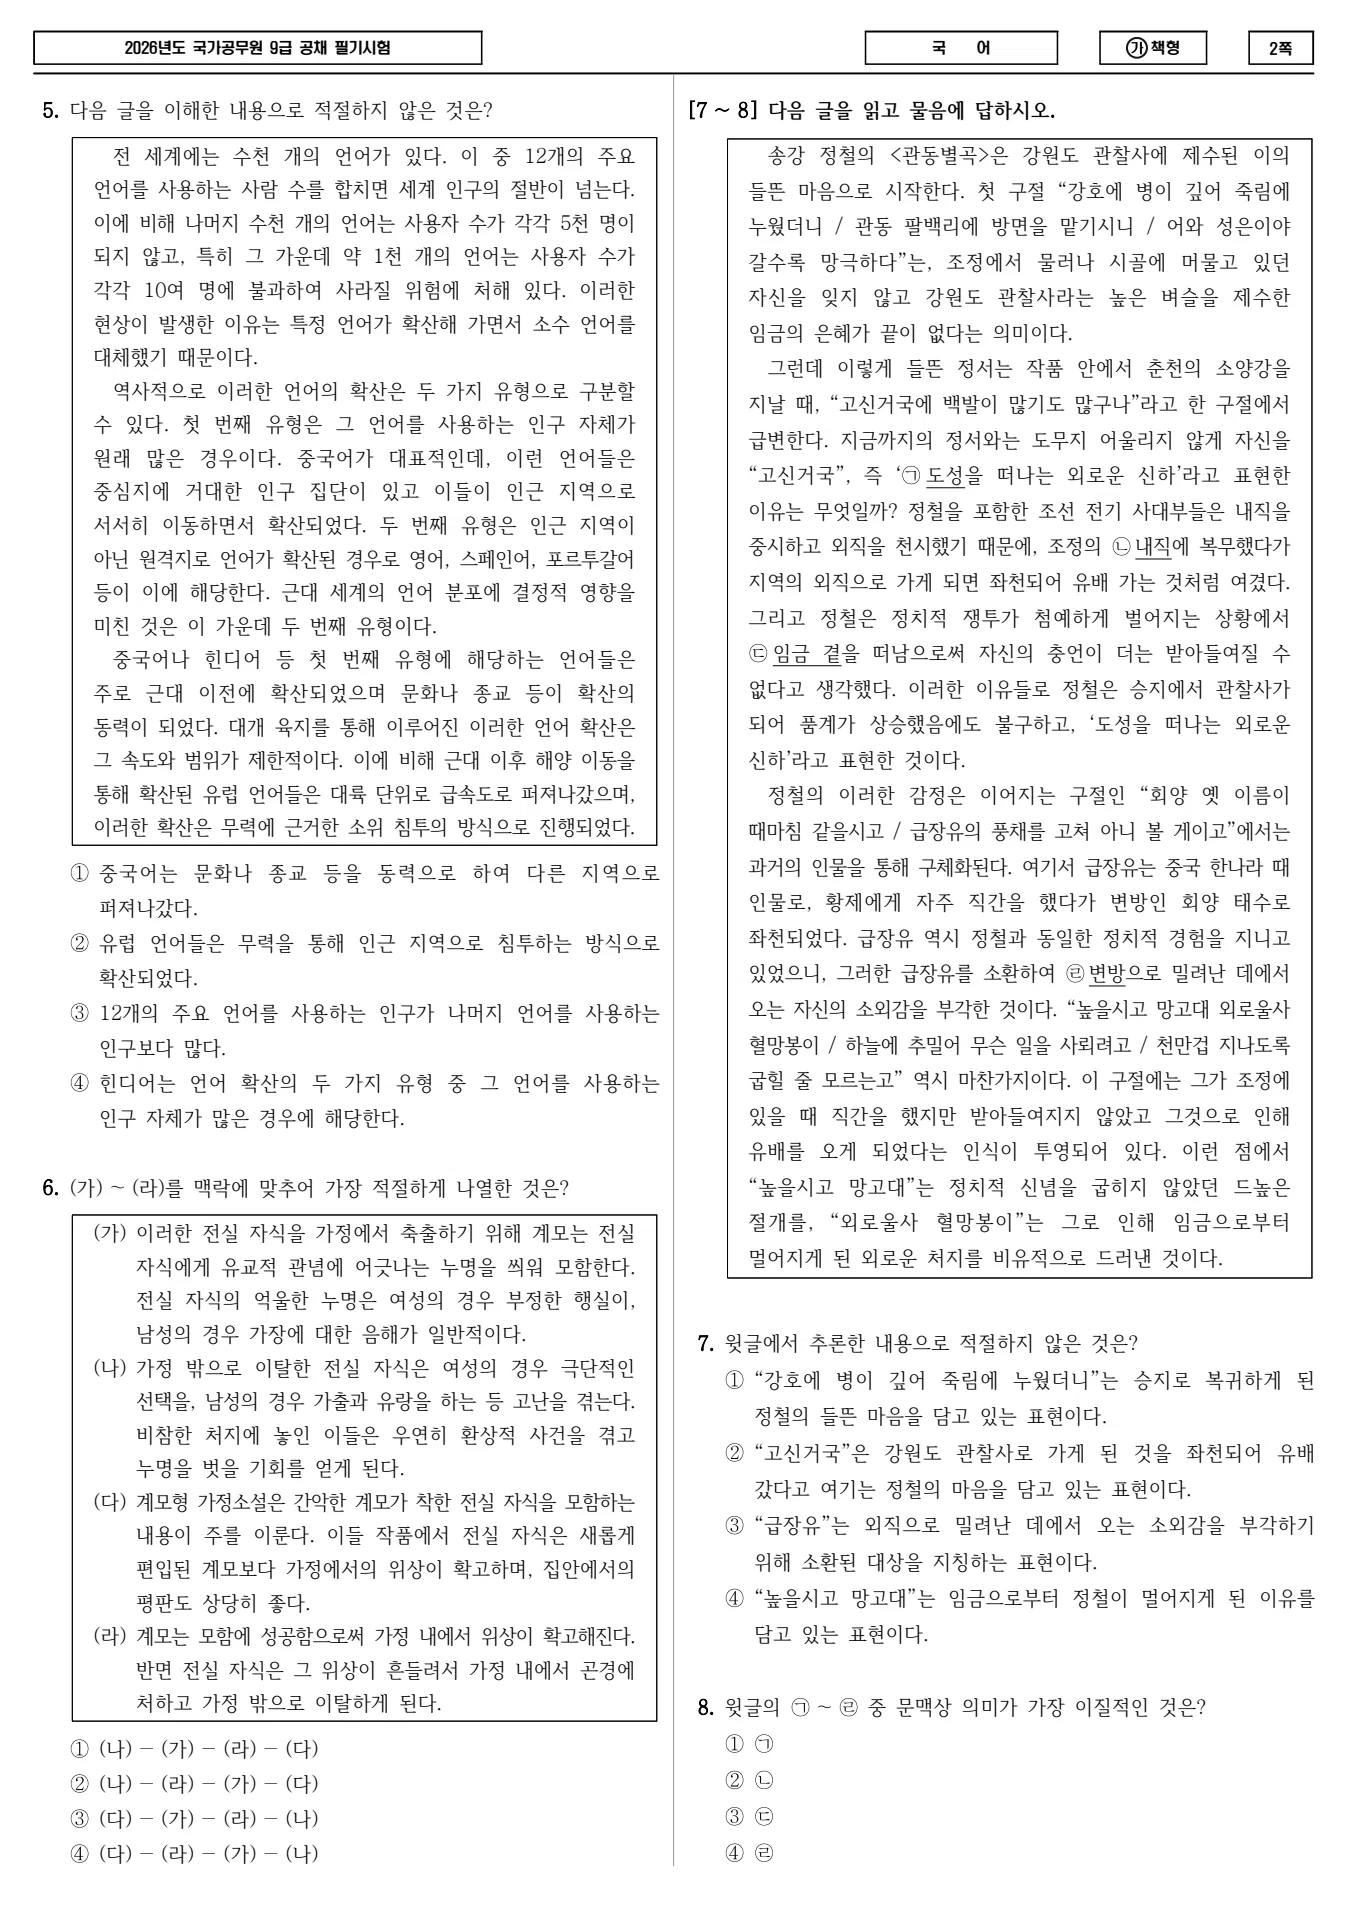 2026년도 국가공무원 9급 공채 필기시험
국 어
㉮책형
2쪽
5. 다음 글을 이해한 내용으로 적절하지 않은 것은?
전 세계에는 수천 개의 언어가 있다. 이 중 12개의 주요
언어를 사용하는 사람 수를 합치면 세계 인구의 절반이 넘는다.
이에 비해 나머지 수천 개의 언어는 사용자 수가 각각 5천 명이
되지 않고, 특히 그 가운데 약 1천 개의 언어는 사용자 수가
각각 10여 명에 불과하여 사라질 위험에 처해 있다. 이러한
현상이 발생한 이유는 특정 언어가 확산해 가면서 소수 언어를
대체했기 때문이다.
역사적으로 이러한 언어의 확산은 두 가지 유형으로 구분할
수 있다. 첫 번째 유형은 그 언어를 사용하는 인구 자체가
원래 많은 경우이다. 중국어가 대표적인데, 이런 언어들은
중심지에 거대한 인구 집단이 있고 이들이 인근 지역으로
서서히 이동하면서 확산되었다. 두 번째 유형은 인근 지역이
아닌 원격지로 언어가 확산된 경우로 영어, 스페인어, 포르투갈어
등이 이에 해당한다. 근대 세계의 언어 분포에 결정적 영향을
미친 것은 이 가운데 두 번째 유형이다.
중국어나 힌디어 등 첫 번째 유형에 해당하는 언어들은
주로 근대 이전에 확산되었으며 문화나 종교 등이 확산의
동력이 되었다. 대개 육지를 통해 이루어진 이러한 언어 확산은
그 속도와 범위가 제한적이다. 이에 비해 근대 이후 해양 이동을
통해 확산된 유럽 언어들은 대륙 단위로 급속도로 퍼져나갔으며,
이러한 확산은 무력에 근거한 소위 침투의 방식으로 진행되었다.
① 중국어는 문화나 종교 등을 동력으로 하여 다른 지역으로
퍼져나갔다.
② 유럽 언어들은 무력을 통해 인근 지역으로 침투하는 방식으로
확산되었다.
③ 12개의 주요 언어를 사용하는 인구가 나머지 언어를 사용하는
인구보다 많다.
④ 힌디어는 언어 확산의 두 가지 유형 중 그 언어를 사용하는
인구 자체가 많은 경우에 해당한다.
6. (가) ~ (라)를 맥락에 맞추어 가장 적절하게 나열한 것은?
(가) 이러한 전실 자식을 가정에서 축출하기 위해 계모는 전실
자식에게 유교적 관념에 어긋나는 누명을 씌워 모함한다.
전실 자식의 억울한 누명은 여성의 경우 부정한 행실이,
남성의 경우 가장에 대한 음해가 일반적이다.
(나) 가정 밖으로 이탈한 전실 자식은 여성의 경우 극단적인
선택을, 남성의 경우 가출과 유랑을 하는 등 고난을 겪는다.
비참한 처지에 놓인 이들은 우연히 환상적 사건을 겪고
누명을 벗을 기회를 얻게 된다.
(다) 계모형 가정소설은 간악한 계모가 착한 전실 자식을 모함하는
내용이 주를 이룬다. 이들 작품에서 전실 자식은 새롭게
편입된 계모보다 가정에서의 위상이 확고하며, 집안에서의
평판도 상당히 좋다.
(라) 계모는 모함에 성공함으로써 가정 내에서 위상이 확고해진다.
반면 전실 자식은 그 위상이 흔들려서 가정 내에서 곤경에
처하고 가정 밖으로 이탈하게 된다.
① (나) - (가) - (라) - (다)
② (나) - (라) - (가) - (다)
③ (다) - (가) - (라) - (나)
④ (다) - (라) - (가) - (나)
[7 ~ 8] 다음 글을 읽고 물음에 답하시오.
송강 정철의 <관동별곡>은 강원도 관찰사에 제수된 이의
들뜬 마음으로 시작한다. 첫 구절 “강호에 병이 깊어 죽림에
누웠더니 / 관동 팔백리에 방면을 맡기시니 / 어와 성은이야
갈수록 망극하다”는, 조정에서 물러나 시골에 머물고 있던
자신을 잊지 않고 강원도 관찰사라는 높은 벼슬을 제수한
임금의 은혜가 끝이 없다는 의미이다.
그런데 이렇게 들뜬 정서는 작품 안에서 춘천의 소양강을
지날 때, “고신거국에 백발이 많기도 많구나”라고 한 구절에서
급변한다. 지금까지의 정서와는 도무지 어울리지 않게 자신을
“고신거국”, 즉 ‘㉠도성을 떠나는 외로운 신하’라고 표현한
이유는 무엇일까? 정철을 포함한 조선 전기 사대부들은 내직을
중시하고 외직을 천시했기 때문에, 조정의 ㉡내직에 복무했다가
지역의 외직으로 가게 되면 좌천되어 유배 가는 것처럼 여겼다.
그리고 정철은 정치적 쟁투가 첨예하게 벌어지는 상황에서
㉢임금 곁을 떠남으로써 자신의 충언이 더는 받아들여질 수
없다고 생각했다. 이러한 이유들로 정철은 승지에서 관찰사가
되어 품계가 상승했음에도 불구하고, ‘도성을 떠나는 외로운
신하’라고 표현한 것이다.
정철의 이러한 감정은 이어지는 구절인 “회양 옛 이름이
때마침 같을시고 / 급장유의 풍채를 고쳐 아니 볼 게이고”에서는
과거의 인물을 통해 구체화된다. 여기서 급장유는 중국 한나라 때
인물로, 황제에게 자주 직간을 했다가 변방인 회양 태수로
좌천되었다. 급장유 역시 정철과 동일한 정치적 경험을 지니고
있었으니, 그러한 급장유를 소환하여 ㉣변방으로 밀려난 데에서
오는 자신의 소외감을 부각한 것이다. “높을시고 망고대 외로울사
혈망봉이 / 하늘에 추밀어 무슨 일을 사뢰려고 / 천만겁 지나도록
굽힐 줄 모르는고” 역시 마찬가지이다. 이 구절에는 그가 조정에
있을 때 직간을 했지만 받아들여지지 않았고 그것으로 인해
유배를 오게 되었다는 인식이 투영되어 있다. 이런 점에서
“높을시고 망고대”는 정치적 신념을 굽히지 않았던 드높은
절개를, “외로울사 혈망봉이”는 그로 인해 임금으로부터
멀어지게 된 외로운 처지를 비유적으로 드러낸 것이다.
7. 윗글에서 추론한 내용으로 적절하지 않은 것은?
① “강호에 병이 깊어 죽림에 누웠더니”는 승지로 복귀하게 된
정철의 들뜬 마음을 담고 있는 표현이다.
② “고신거국”은 강원도 관찰사로 가게 된 것을 좌천되어 유배
갔다고 여기는 정철의 마음을 담고 있는 표현이다.
③ “급장유”는 외직으로 밀려난 데에서 오는 소외감을 부각하기
위해 소환된 대상을 지칭하는 표현이다.
④ “높을시고 망고대”는 임금으로부터 정철이 멀어지게 된 이유를
담고 있는 표현이다.
8. 윗글의 ㉠ ~ ㉣ 중 문맥상 의미가 가장 이질적인 것은?
① ㉠
② ㉡
③ ㉢
④ ㉣